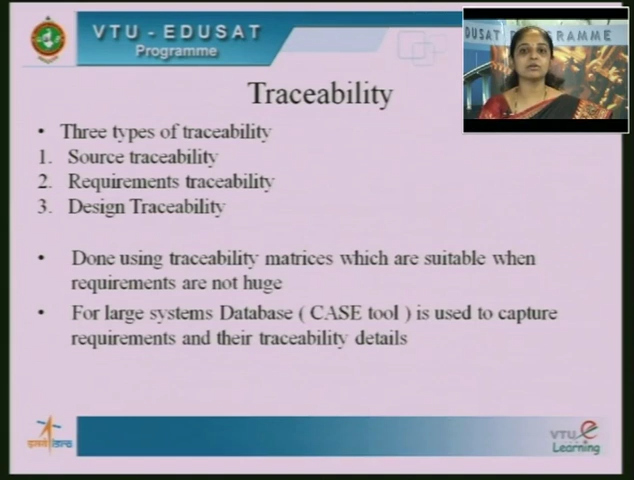 VTU - EDUSAT
Programme
DUSAT PROGRAMME
Traceability
• Three types of traceability
1. Source traceability
2. Requirements traceability
3. Design Traceability
• Done using traceability matrices which are suitable when
requirements are not huge
• For large systems Database ( CASE tool ) is used to capture
requirements and their traceability details
VTU e
Learning